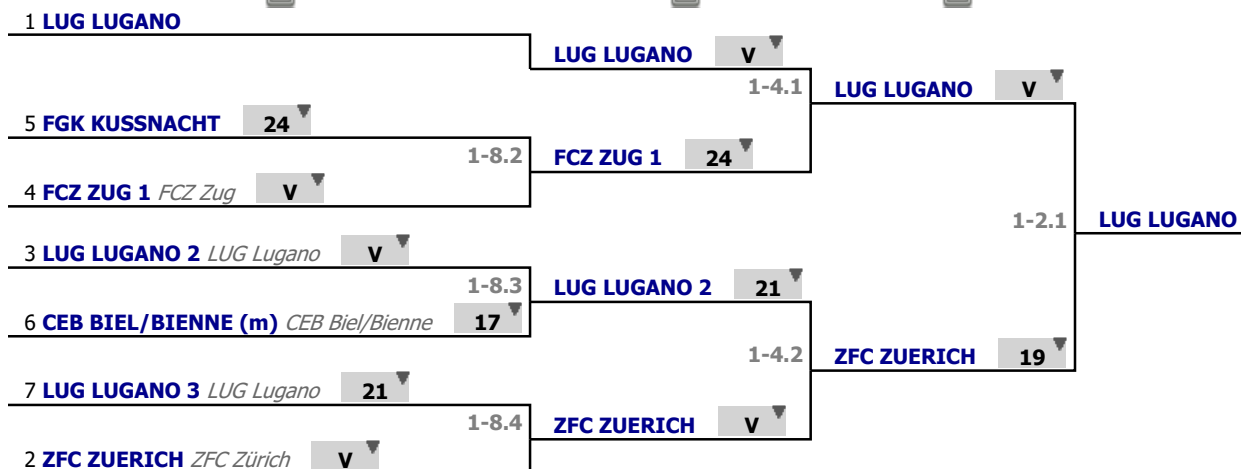 1 LUG LUGANO
LUG LUGANO V
1-4.1
LUG LUGANO V
5 FGK KUSSNACHT 24
1-8.2
FCZ ZUG 1 24
4 FCZ ZUG 1 FCZ Zug V
1-2.1
LUG LUGANO
3 LUG LUGANO 2 LUG Lugano V
1-8.3
LUG LUGANO 2 21
6 CEB BIEL/BIENNE (m) CEB Biel/Bienne 17
1-4.2
ZFC ZUERICH 19
7 LUG LUGANO 3 LUG Lugano 21
1-8.4
ZFC ZUERICH V
2 ZFC ZUERICH ZFC Zürich V